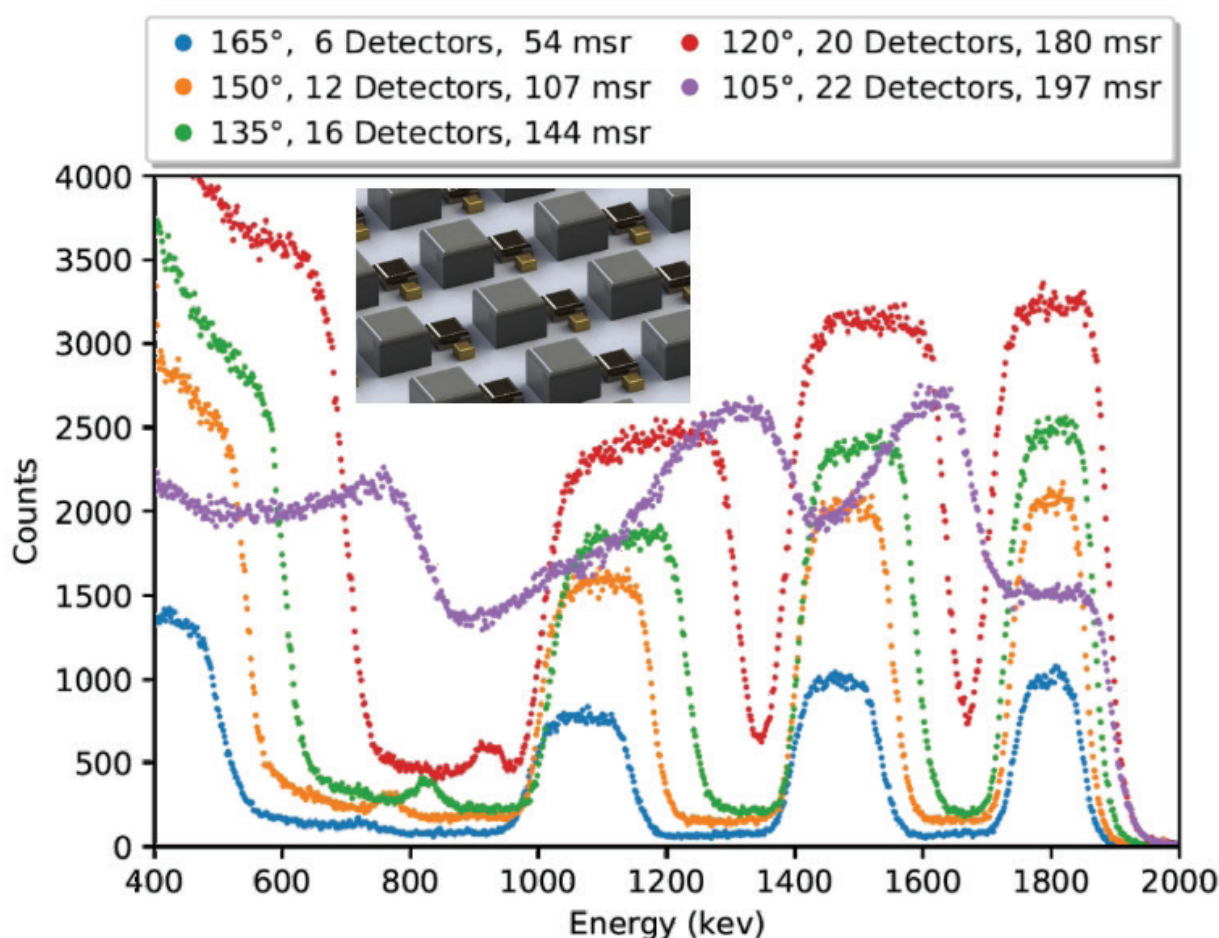 165°, 6 Detectors, 54 msr
150°, 12 Detectors, 107 msr
135°, 16 Detectors, 144 msr
120°, 20 Detectors, 180 msr
105°, 22 Detectors, 197 msr
4000
3500
3000
2500
2000
1500
1000
500
0
Counts
400 600 800 1000 1200 1400 1600 1800 2000
Energy (kev)